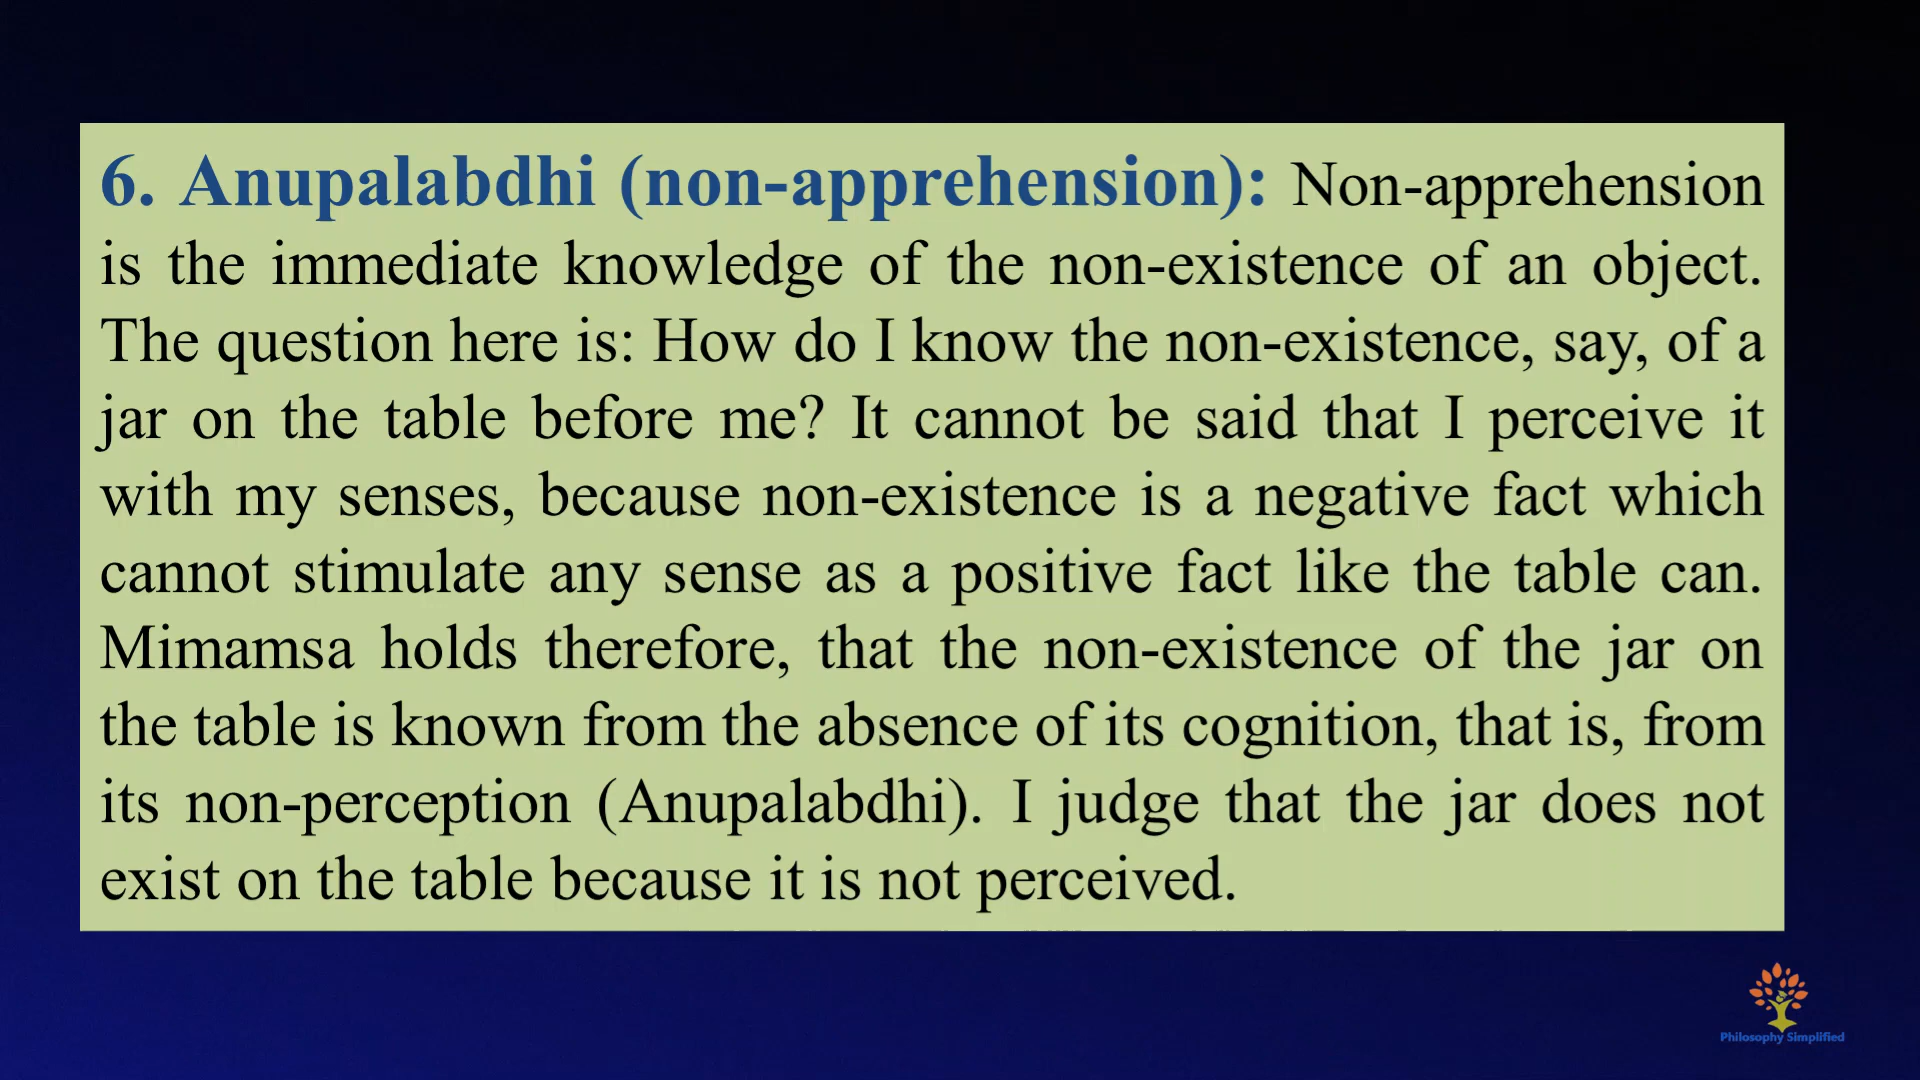 6. Anupalabdhi (non-apprehension): Non-apprehension
is the immediate knowledge of the non-existence of an object.
The question here is: How do I know the non-existence, say, of a
jar on the table before me? It cannot be said that I perceive it
with my senses, because non-existence is a negative fact which
cannot stimulate any sense as a positive fact like the table can.
Mimamsa holds therefore, that the non-existence of the jar on
the table is known from the absence of its cognition, that is, from
its non-perception (Anupalabdhi). I judge that the jar does not
exist on the table because it is not perceived.
Philosophy Simplified